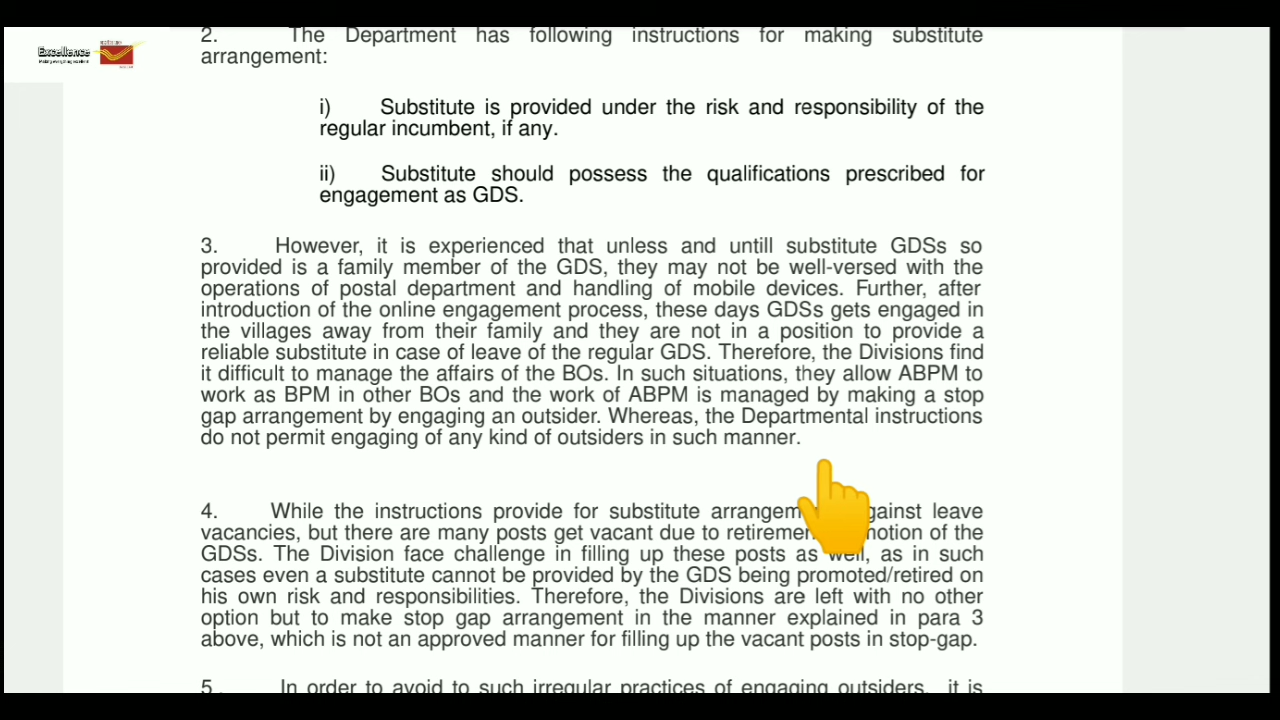 Excellence
2. The Department has following instructions for making substitute
arrangement:
i) Substitute is provided under the risk and responsibility of the
regular incumbent, if any.
ii) Substitute should possess the qualifications prescribed for
engagement as GDS.
3. However, it is experienced that unless and untill substitute GDSs so
provided is a family member of the GDS, they may not be well-versed with the
operations of postal department and handling of mobile devices. Further, after
introduction of the online engagement process, these days GDSs gets engaged in
the villages away from their family and they are not in a position to provide a
reliable substitute in case of leave of the regular GDS. Therefore, the Divisions find
it difficult to manage the affairs of the BOs. In such situations, they allow ABPM to
work as BPM in other BOs and the work of ABPM is managed by making a stop
gap arrangement by engaging an outsider. Whereas, the Departmental instructions
do not permit engaging of any kind of outsiders in such manner.
4. While the instructions provide for substitute leave
vacancies, but there are many posts get vacant due to of the
GDSs. The Division face challenge in filling up these posts as well, as in such
cases even a substitute cannot be provided by the GDS being promoted/retired on
his own risk and responsibilities. Therefore, the Divisions are left with no other
option but to make stop gap arrangement in the manner explained in para 3
above, which is not an approved manner for filling up the vacant posts in stop-gap.
5. In order to avoid to such irregular practices of engaging outsiders, it is